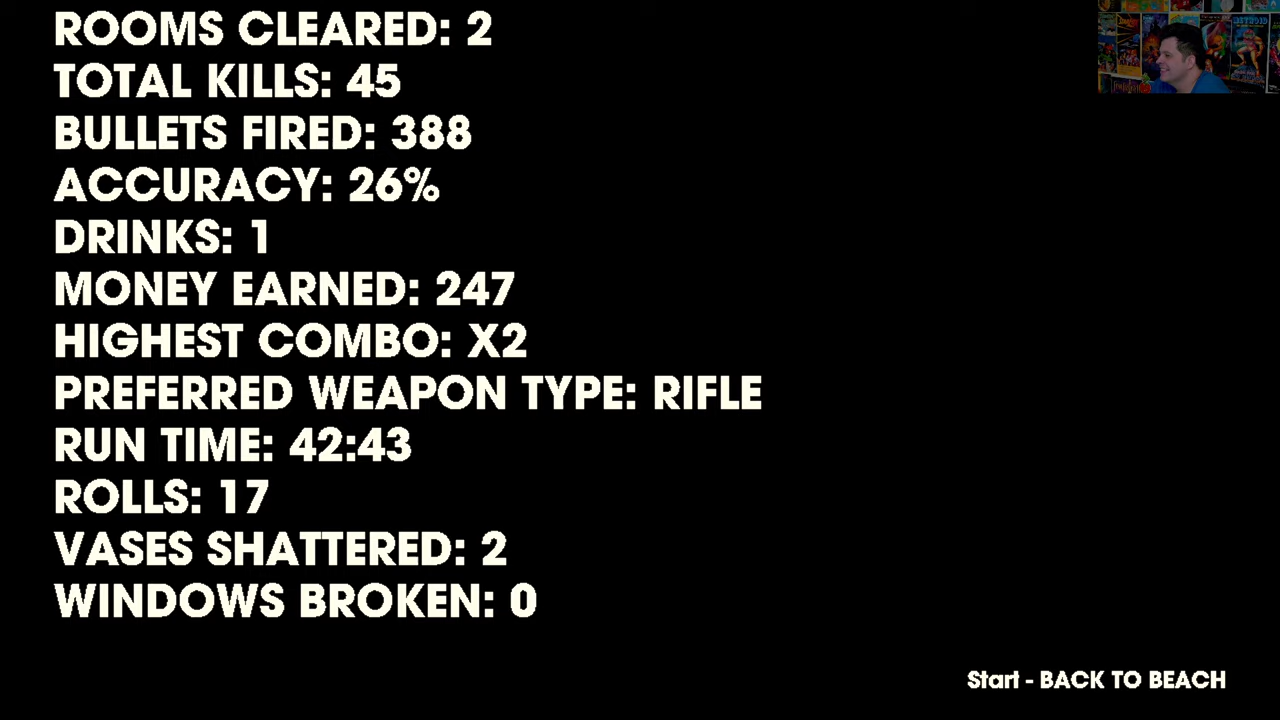 ROOMS CLEARED: 2
TOTAL KILLS: 45
BULLETS FIRED: 388
ACCURACY: 26%
DRINKS: 1
MONEY EARNED: 247
HIGHEST COMBO: X2
PREFERRED WEAPON TYPE: RIFLE
RUN TIME: 42:43
ROLLS: 17
VASES SHATTERED: 2
WINDOWS BROKEN: 0
Start - BACK TO BEACH